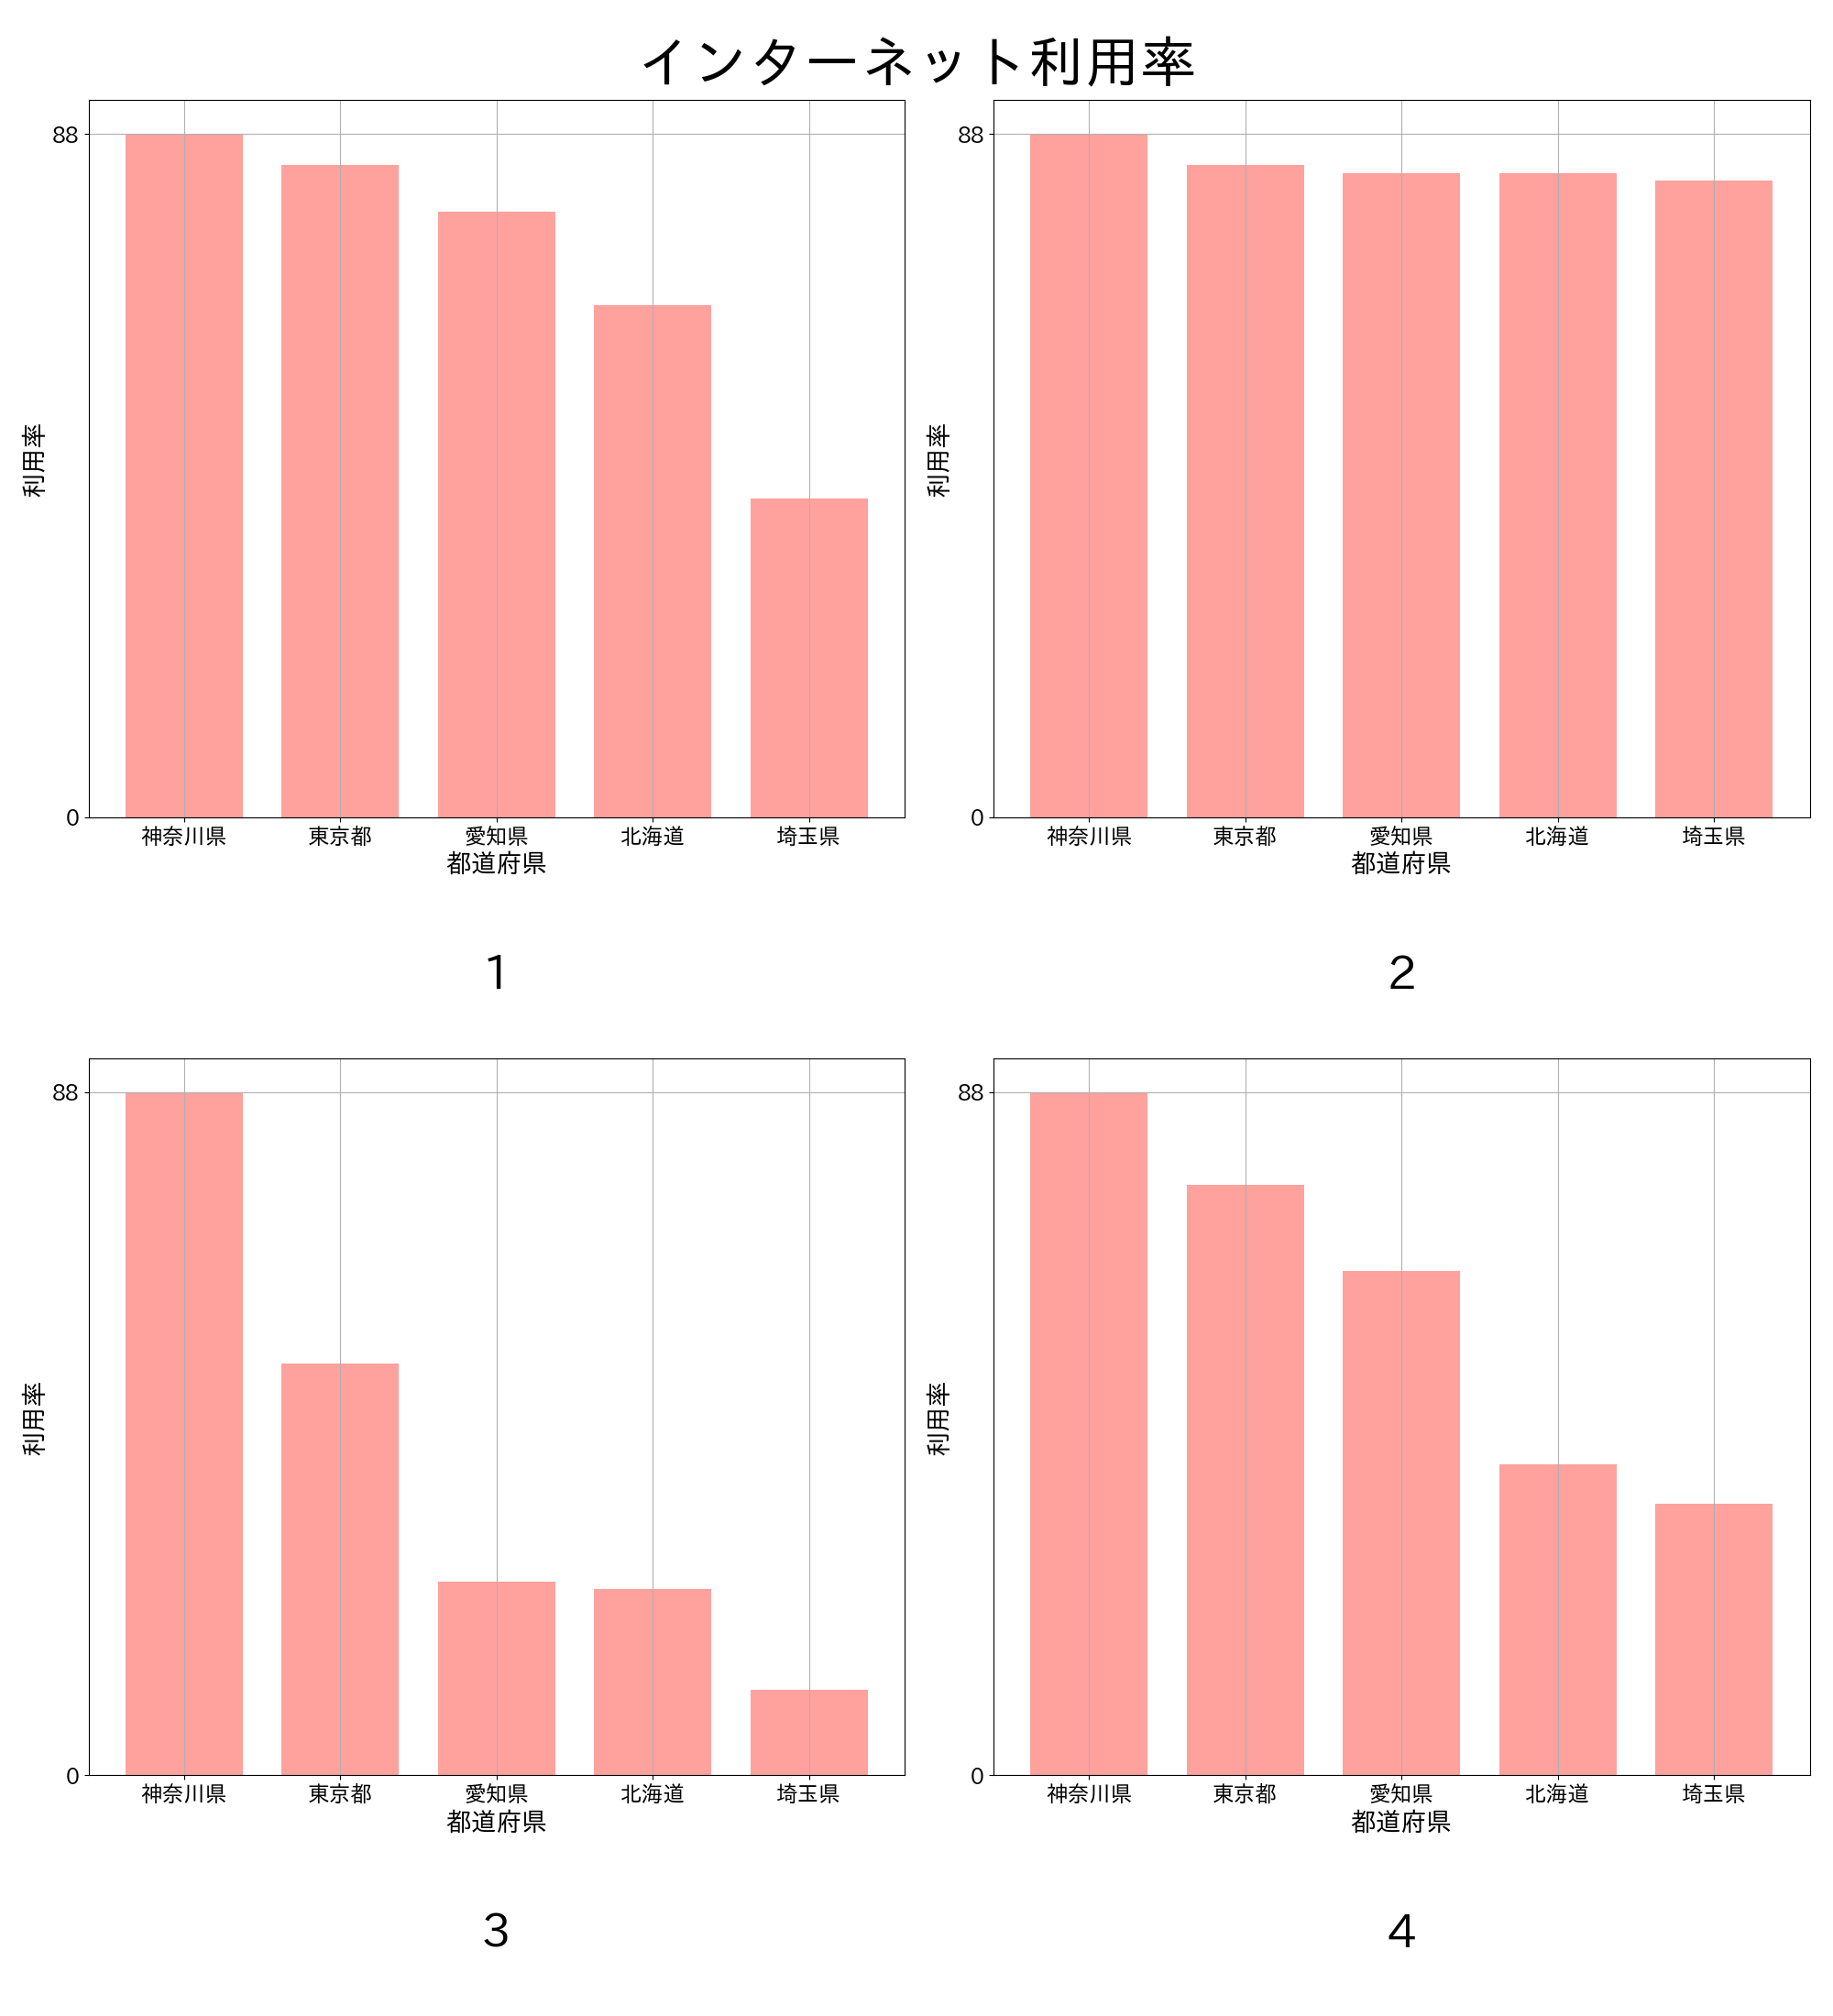 インターネット利用率
88
0
利用率
神奈川県 東京都 愛知県 北海道 埼玉県
都道府県
1
88
0
利用率
神奈川県 東京都 愛知県 北海道 埼玉県
都道府県
2
88
0
利用率
神奈川県 東京都 愛知県 北海道 埼玉県
都道府県
3
88
0
利用率
神奈川県 東京都 愛知県 北海道 埼玉県
都道府県
4